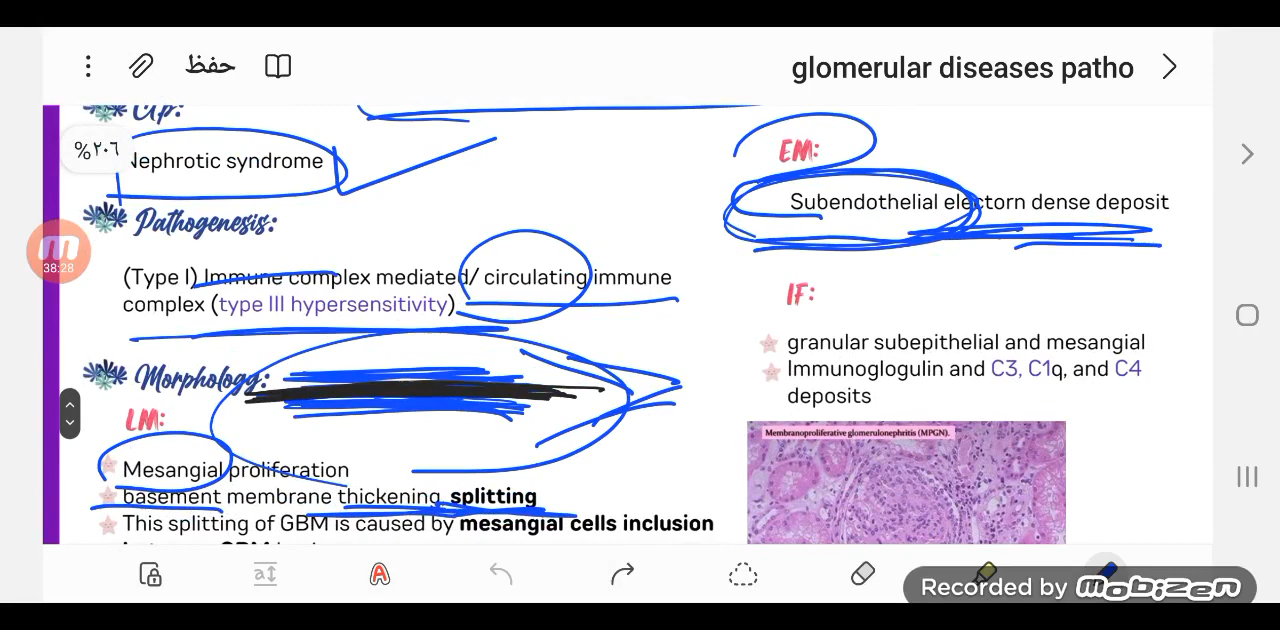 حفظ
glomerular diseases patho
Up:
%٢٠٦
Nephrotic syndrome
Pathogenesis:
38:28
(Type I) Immune complex mediated/ circulating immune
complex (type III hypersensitivity)
Morphology:
LM:
Mesangial proliferation
basement membrane thickening, splitting
This splitting of GBM is caused by mesangial cells inclusion
EM:
Subendothelial electorn dense deposit
IF:
granular subepithelial and mesangial
Immunoglogulin and C3, C1q, and C4
deposits
Membranoproliferative glomerulonephritis (MPGN).
Recorded by mobizen